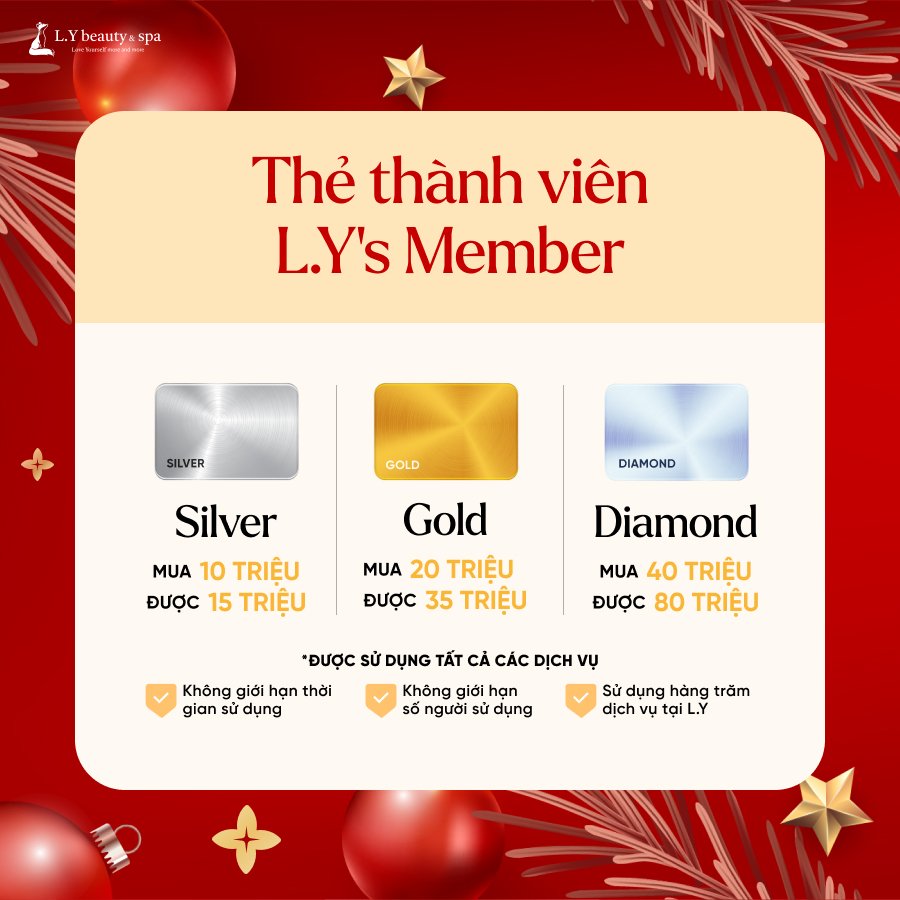 L.Y beauty & spa
Love Yourself more and more
Thẻ thành viên
L.Y's Member
SILVER
Silver
MUA 10 TRIỆU
ĐƯỢC 15 TRIỆU
GOLD
Gold
MUA 20 TRIỆU
ĐƯỢC 35 TRIỆU
DIAMOND
Diamond
MUA 40 TRIỆU
ĐƯỢC 80 TRIỆU
*ĐƯỢC SỬ DỤNG TẤT CẢ CÁC DỊCH VỤ
Không giới hạn thời
gian sử dụng
Không giới hạn
số người sử dụng
Sử dụng hàng trăm
dịch vụ tại L.Y